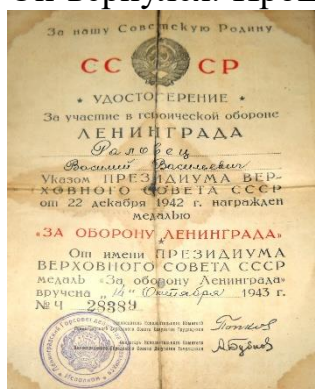 За нашу Советскую Родину
СССР
УДОСТОВЕРЕНИЕ
За участие в героической обороне
ЛЕНИНГРАДА
Василий Васильевич
Указом ПРЕЗИДИУМА ВЕР-
ХОВНОГО СОВЕТА СССР
от 22 декабря 1942 г. награжден
медалью
«ЗА ОБОРОНУ ЛЕНИНГРАДА»
От имени ПРЕЗИДИУМА
ВЕРХОВНОГО СОВЕТА СССР
медаль «За оборону Ленинграда»
вручена „14" Октября 1943 г.
№ Ч 28389